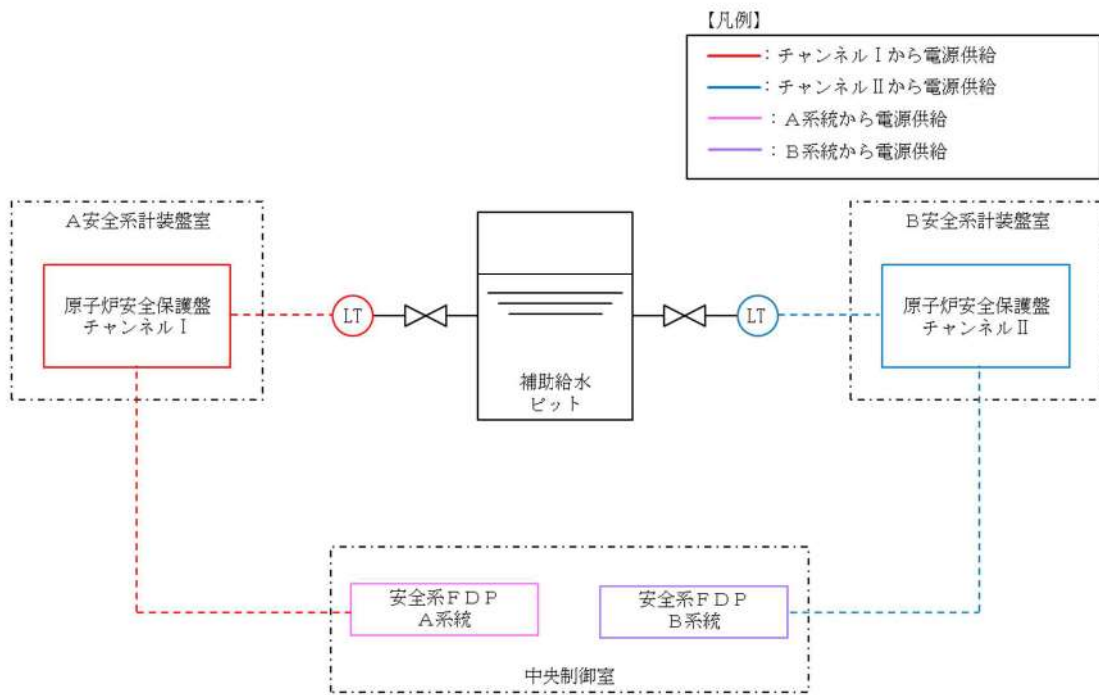 【凡例】
：チャンネルⅠから電源供給
：チャンネルⅡから電源供給
：Ａ系統から電源供給
：Ｂ系統から電源供給
Ａ安全系計装盤室
原子炉安全保護盤
チャンネルⅠ
LT
補助給水
ピット
LT
Ｂ安全系計装盤室
原子炉安全保護盤
チャンネルⅡ
安全系ＦＤＰ
Ａ系統
安全系ＦＤＰ
Ｂ系統
中央制御室